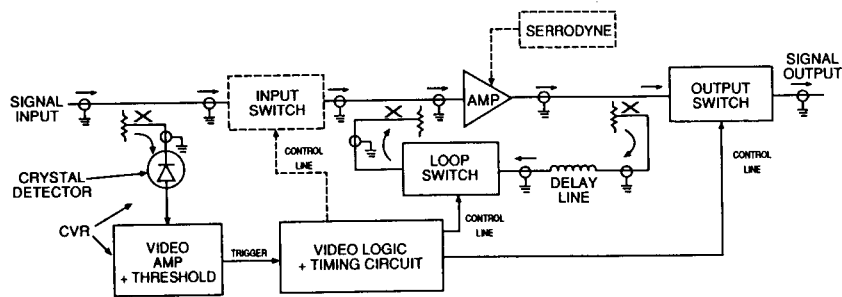 SERRODYNE
SIGNAL
INPUT
INPUT
SWITCH
AMP
OUTPUT
SWITCH
SIGNAL
OUTPUT
CONTROL
LINE
LOOP
SWITCH
DELAY
LINE
CONTROL
LINE
CRYSTAL
DETECTOR
CVR
VIDEO
AMP
+ THRESHOLD
TRIGGER
VIDEO LOGIC
+ TIMING CIRCUIT
CONTROL
LINE